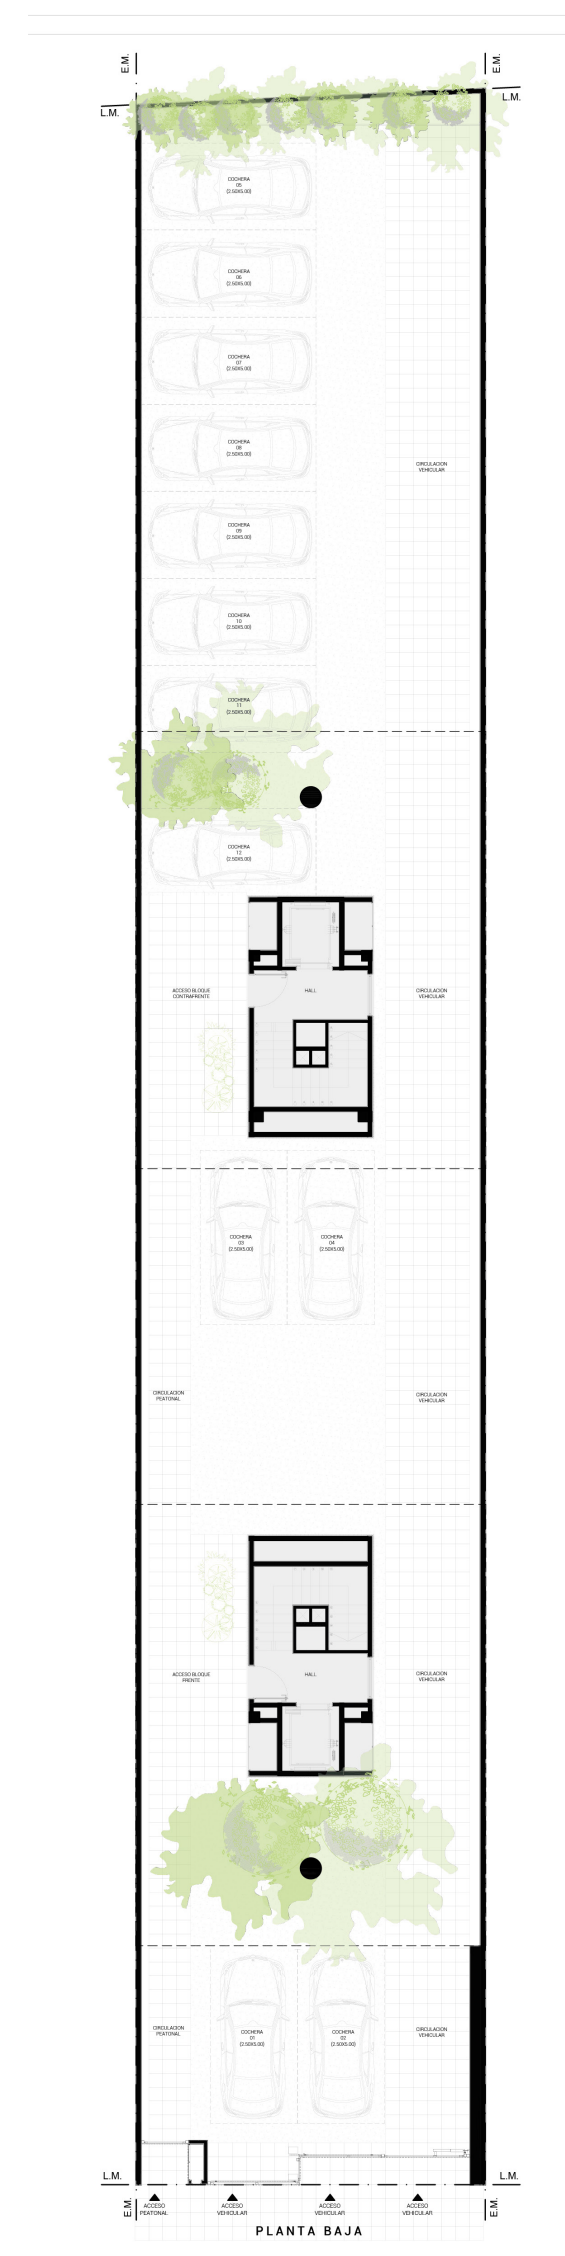 E.M.
E.M.
L.M.
L.M.
COCHERA
05
(2.50X5.00)
COCHERA
06
(2.50X5.00)
COCHERA
07
(2.50X5.00)
COCHERA
08
(2.50X5.00)
CIRCULACION
VEHICULAR
COCHERA
09
(2.50X5.00)
COCHERA
10
(2.50X5.00)
COCHERA
11
(2.50X5.00)
COCHERA
12
(2.50X5.00)
ACCESO BLOQUE
CONTRAFRENTE
HALL
CIRCULACION
VEHICULAR
COCHERA
03
(2.50X5.00)
COCHERA
04
(2.50X5.00)
CIRCULACION
PEATONAL
CIRCULACION
VEHICULAR
ACCESO BLOQUE
FRENTE
HALL
CIRCULACION
VEHICULAR
CIRCULACION
PEATONAL
COCHERA
01
(2.50X5.00)
COCHERA
02
(2.50X5.00)
CIRCULACION
VEHICULAR
L.M.
L.M.
E.M.
ACCESO
PEATONAL
ACCESO
VEHICULAR
ACCESO
VEHICULAR
ACCESO
VEHICULAR
E.M.
PLANTA BAJA